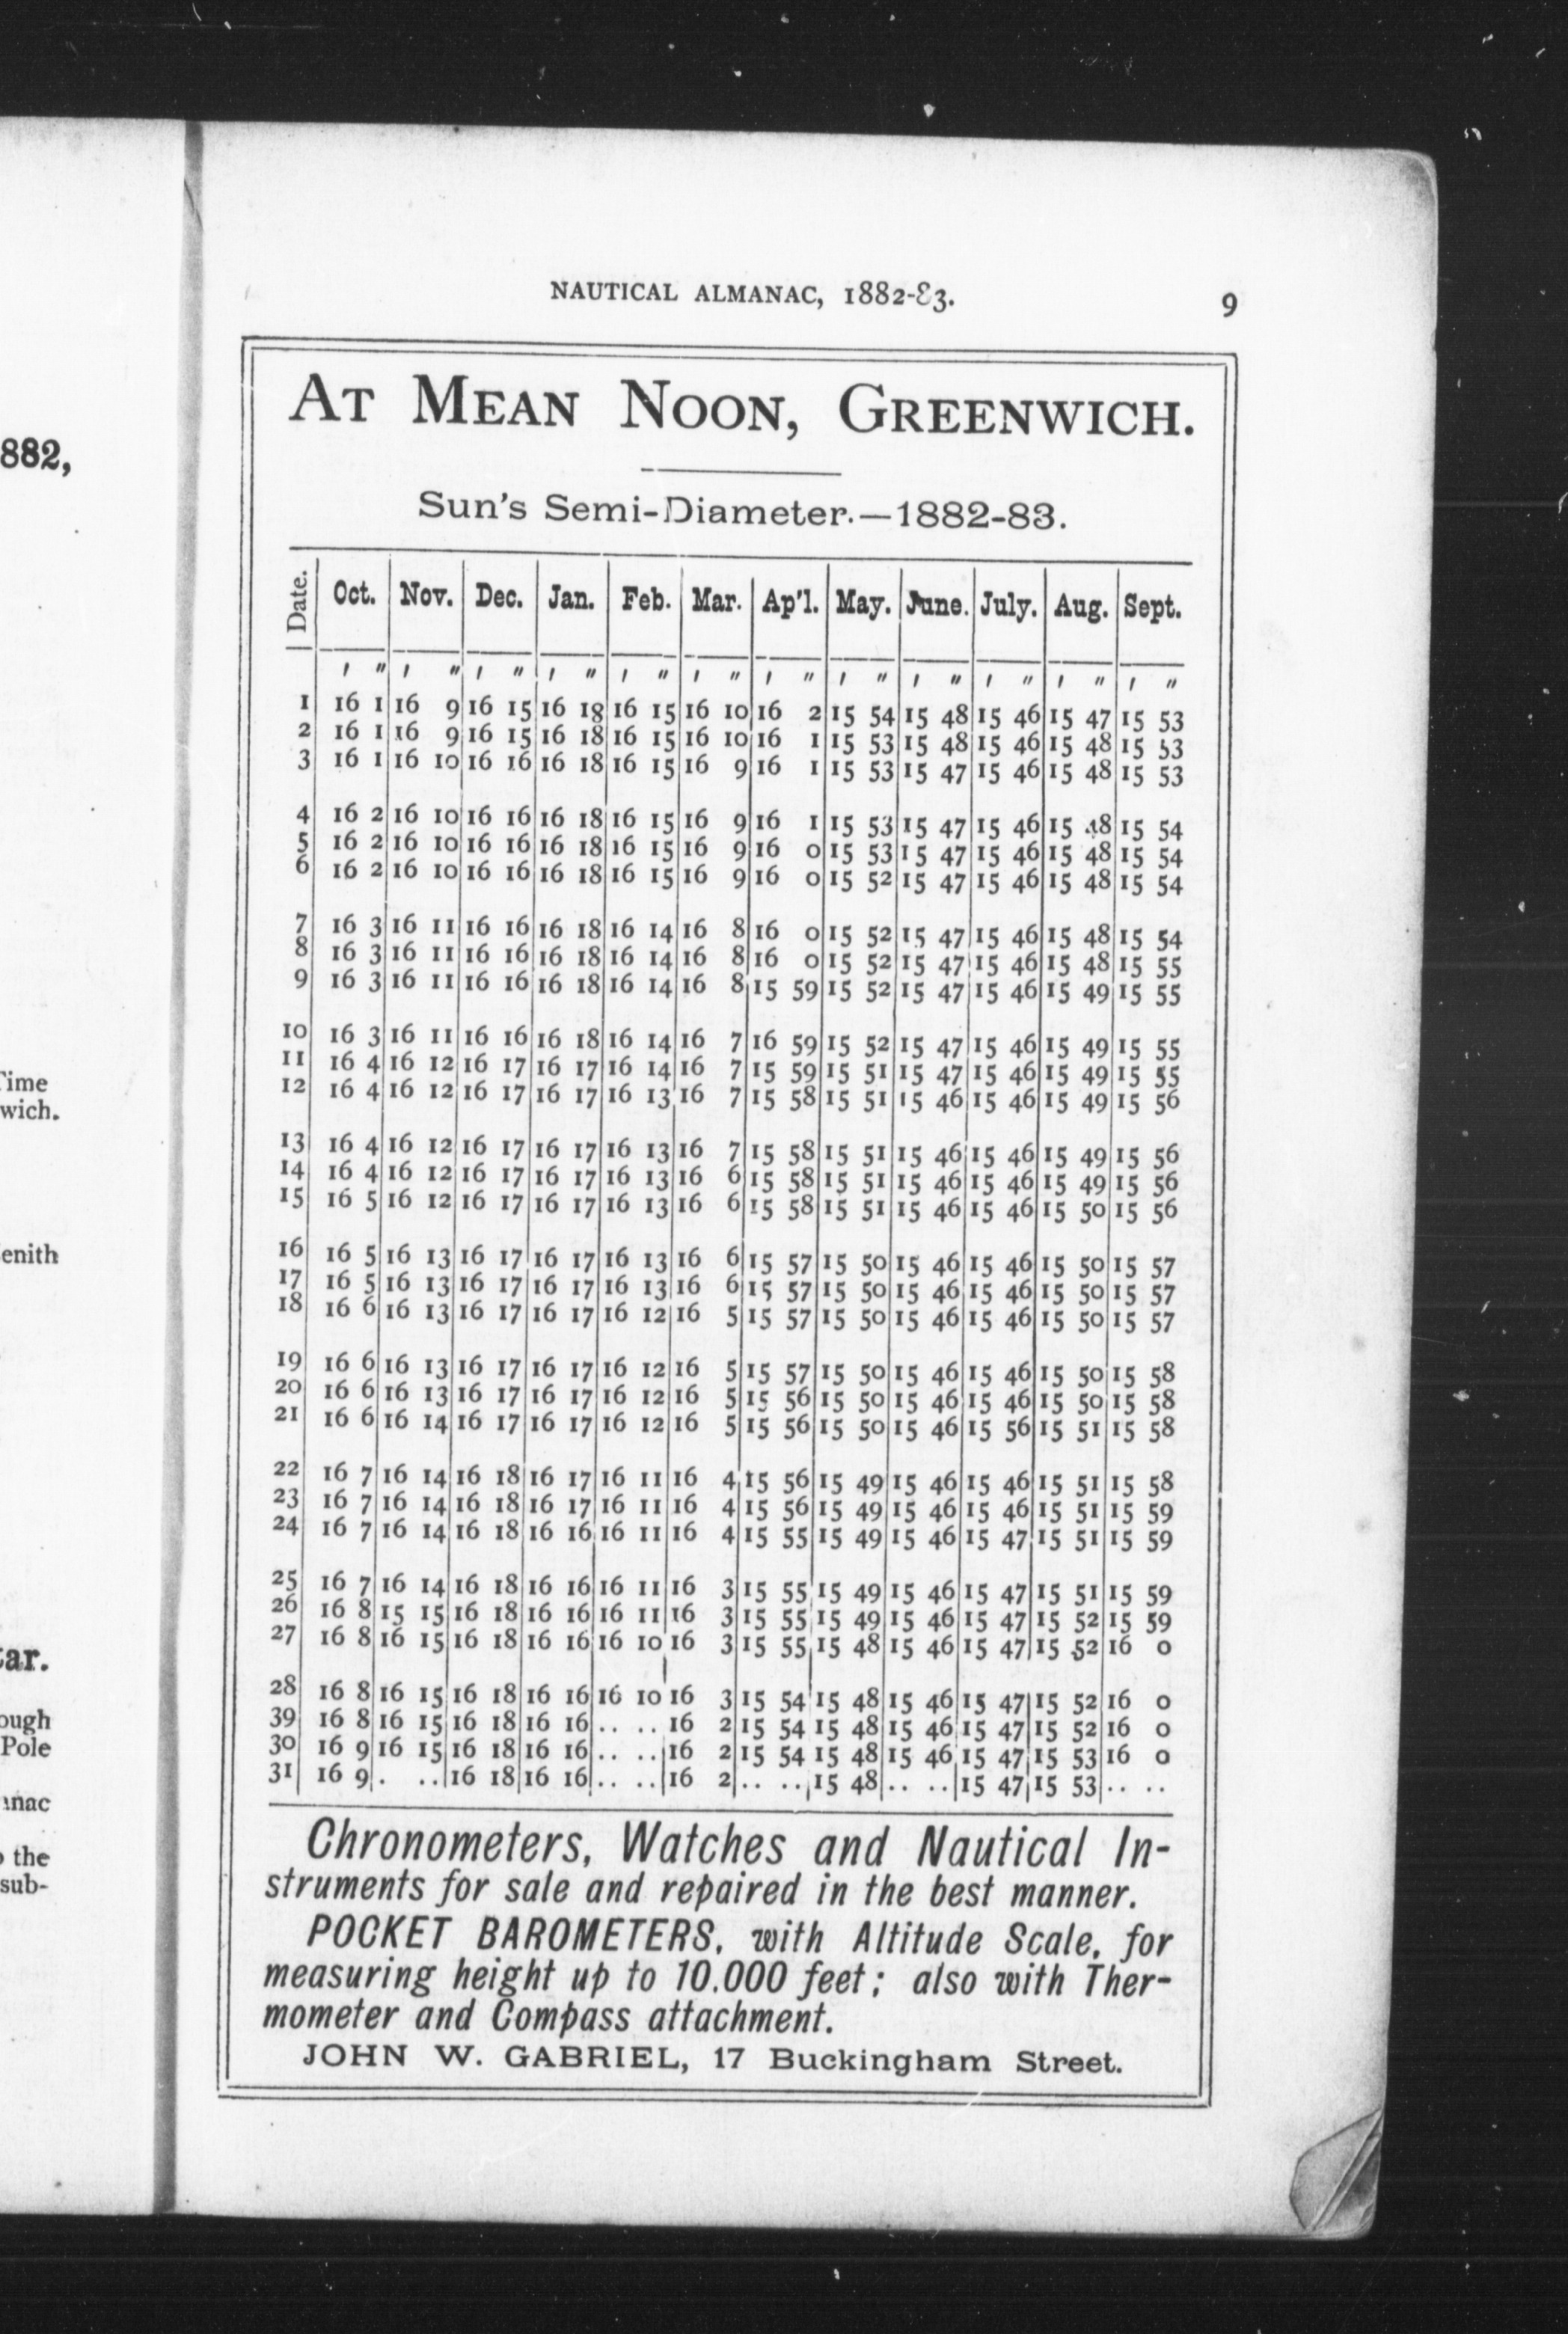 882,
Time
wich.
enith
ar.
ough
Pole
anac
the
sub-
NAUTICAL ALMANAC, 1882-83.
9
AT MEAN NOON, GREENWICH.
Sun's Semi-Diameter.—1882-83.
Date. Oct. Nov. Dec. Jan. Feb. Mar. Ap'l. May. June. July. Aug. Sept.
' " ' " ' " ' " ' " ' " ' " ' " ' " ' " ' " ' "
1 16 1 16 9 16 15 16 18 16 15 16 10 16 2 15 54 15 48 15 46 15 47 15 53
2 16 1 16 9 16 15 16 18 16 15 16 10 16 1 15 53 15 48 15 46 15 48 15 53
3 16 1 16 10 16 16 16 18 16 15 16 9 16 1 15 53 15 47 15 46 15 48 15 53
4 16 2 16 10 16 16 16 18 16 15 16 9 16 1 15 53 15 47 15 46 15 48 15 54
5 16 2 16 10 16 16 16 18 16 15 16 9 16 0 15 53 15 47 15 46 15 48 15 54
6 16 2 16 10 16 16 16 18 16 15 16 9 16 0 15 52 15 47 15 46 15 48 15 54
7 16 3 16 11 16 16 16 18 16 14 16 8 16 0 15 52 15 47 15 46 15 48 15 54
8 16 3 16 11 16 16 16 18 16 14 16 8 16 0 15 52 15 47 15 46 15 48 15 55
9 16 3 16 11 16 16 16 18 16 14 16 8 15 59 15 52 15 47 15 46 15 49 15 55
10 16 3 16 11 16 16 16 18 16 14 16 7 16 59 15 52 15 47 15 46 15 49 15 55
11 16 4 16 12 16 17 16 17 16 14 16 7 15 59 15 51 15 47 15 46 15 49 15 55
12 16 4 16 12 16 17 16 17 16 13 16 7 15 58 15 51 15 46 15 46 15 49 15 56
13 16 4 16 12 16 17 16 17 16 13 16 7 15 58 15 51 15 46 15 46 15 49 15 56
14 16 4 16 12 16 17 16 17 16 13 16 6 15 58 15 51 15 46 15 46 15 49 15 56
15 16 5 16 12 16 17 16 17 16 13 16 6 15 58 15 51 15 46 15 46 15 50 15 56
16 16 5 16 13 16 17 16 17 16 13 16 6 15 57 15 50 15 46 15 46 15 50 15 57
17 16 5 16 13 16 17 16 17 16 13 16 6 15 57 15 50 15 46 15 46 15 50 15 57
18 16 6 16 13 16 17 16 17 16 12 16 5 15 57 15 50 15 46 15 46 15 50 15 57
19 16 6 16 13 16 17 16 17 16 12 16 5 15 57 15 50 15 46 15 46 15 50 15 58
20 16 6 16 13 16 17 16 17 16 12 16 5 15 56 15 50 15 46 15 46 15 50 15 58
21 16 6 16 14 16 17 16 17 16 12 16 5 15 56 15 50 15 46 15 56 15 51 15 58
22 16 7 16 14 16 18 16 17 16 11 16 4 15 56 15 49 15 46 15 46 15 51 15 58
23 16 7 16 14 16 18 16 17 16 11 16 4 15 56 15 49 15 46 15 46 15 51 15 59
24 16 7 16 14 16 18 16 16 16 11 16 4 15 55 15 49 15 46 15 47 15 51 15 59
25 16 7 16 14 16 18 16 16 16 11 16 3 15 55 15 49 15 46 15 47 15 51 15 59
26 16 8 15 15 16 18 16 16 16 11 16 3 15 55 15 49 15 46 15 47 15 52 15 59
27 16 8 16 15 16 18 16 16 16 10 16 3 15 55 15 48 15 46 15 47 15 52 16 0
28 16 8 16 15 16 18 16 16 16 10 16 3 15 54 15 48 15 46 15 47 15 52 16 0
39 16 8 16 15 16 18 16 16 .. .. 16 2 15 54 15 48 15 46 15 47 15 52 16 0
30 16 9 16 15 16 18 16 16 .. .. 16 2 15 54 15 48 15 46 15 47 15 53 16 0
31 16 9 . .. 16 18 16 16 .. .. 16 2 .. .. 15 48 .. .. 15 47 15 53 .. ..
Chronometers, Watches and Nautical In-
struments for sale and repaired in the best manner.
POCKET BAROMETERS, with Altitude Scale, for
measuring height up to 10.000 feet; also with Ther-
mometer and Compass attachment.
JOHN W. GABRIEL, 17 Buckingham Street.